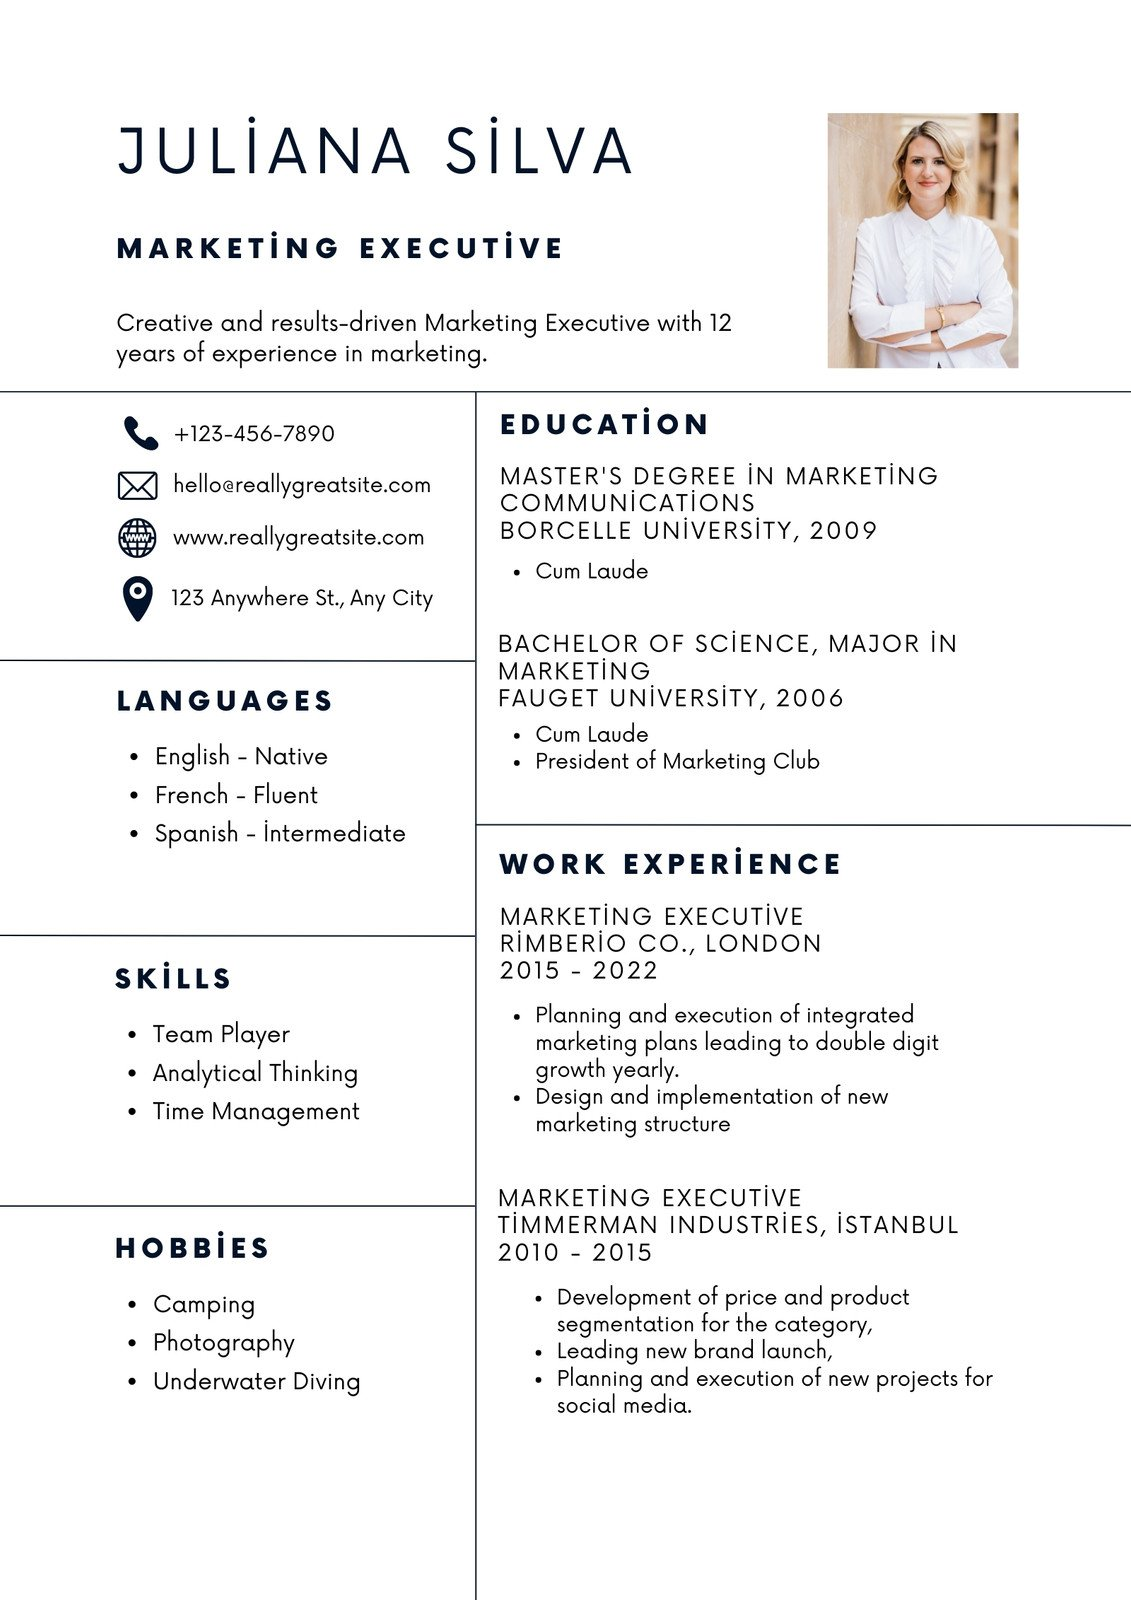 JULİANA SİLVA
MARKETİNG EXECUTİVE
Creative and results-driven Marketing Executive with 12
years of experience in marketing.
+123-456-7890
hello@reallygreatsite.com
WWW
www.reallygreatsite.com
123 Anywhere St., Any City
LANGUAGES
• English - Native
• French - Fluent
• Spanish - İntermediate
SKİLLS
• Team Player
• Analytical Thinking
• Time Management
HOBBİES
• Camping
• Photography
• Underwater Diving
EDUCATİON
MASTER'S DEGREE İN MARKETİNG
COMMUNİCATİONS
BORCELLE UNİVERSİTY, 2009
• Cum Laude
BACHELOR OF SCİENCE, MAJOR İN
MARKETİNG
FAUGET UNİVERSİTY, 2006
• Cum Laude
• President of Marketing Club
WORK EXPERİENCE
MARKETİNG EXECUTİVE
RİMBERİO CO., LONDON
2015 - 2022
• Planning and execution of integrated
marketing plans leading to double digit
growth yearly.
• Design and implementation of new
marketing structure
MARKETİNG EXECUTİVE
TİMMERMAN INDUSTRİES, İSTANBUL
2010 - 2015
• Development of price and product
segmentation for the category,
• Leading new brand launch,
• Planning and execution of new projects for
social media.